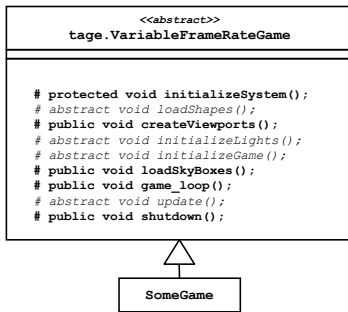 <<abstract>>
tage.VariableFrameRateGame
# protected void initializeSystem();
# abstract void loadShapes();
# public void createViewports();
# abstract void initializeLights();
# abstract void initializeGame();
# public void loadSkyBoxes();
# public void game_loop();
# abstract void update();
# public void shutdown();
SomeGame